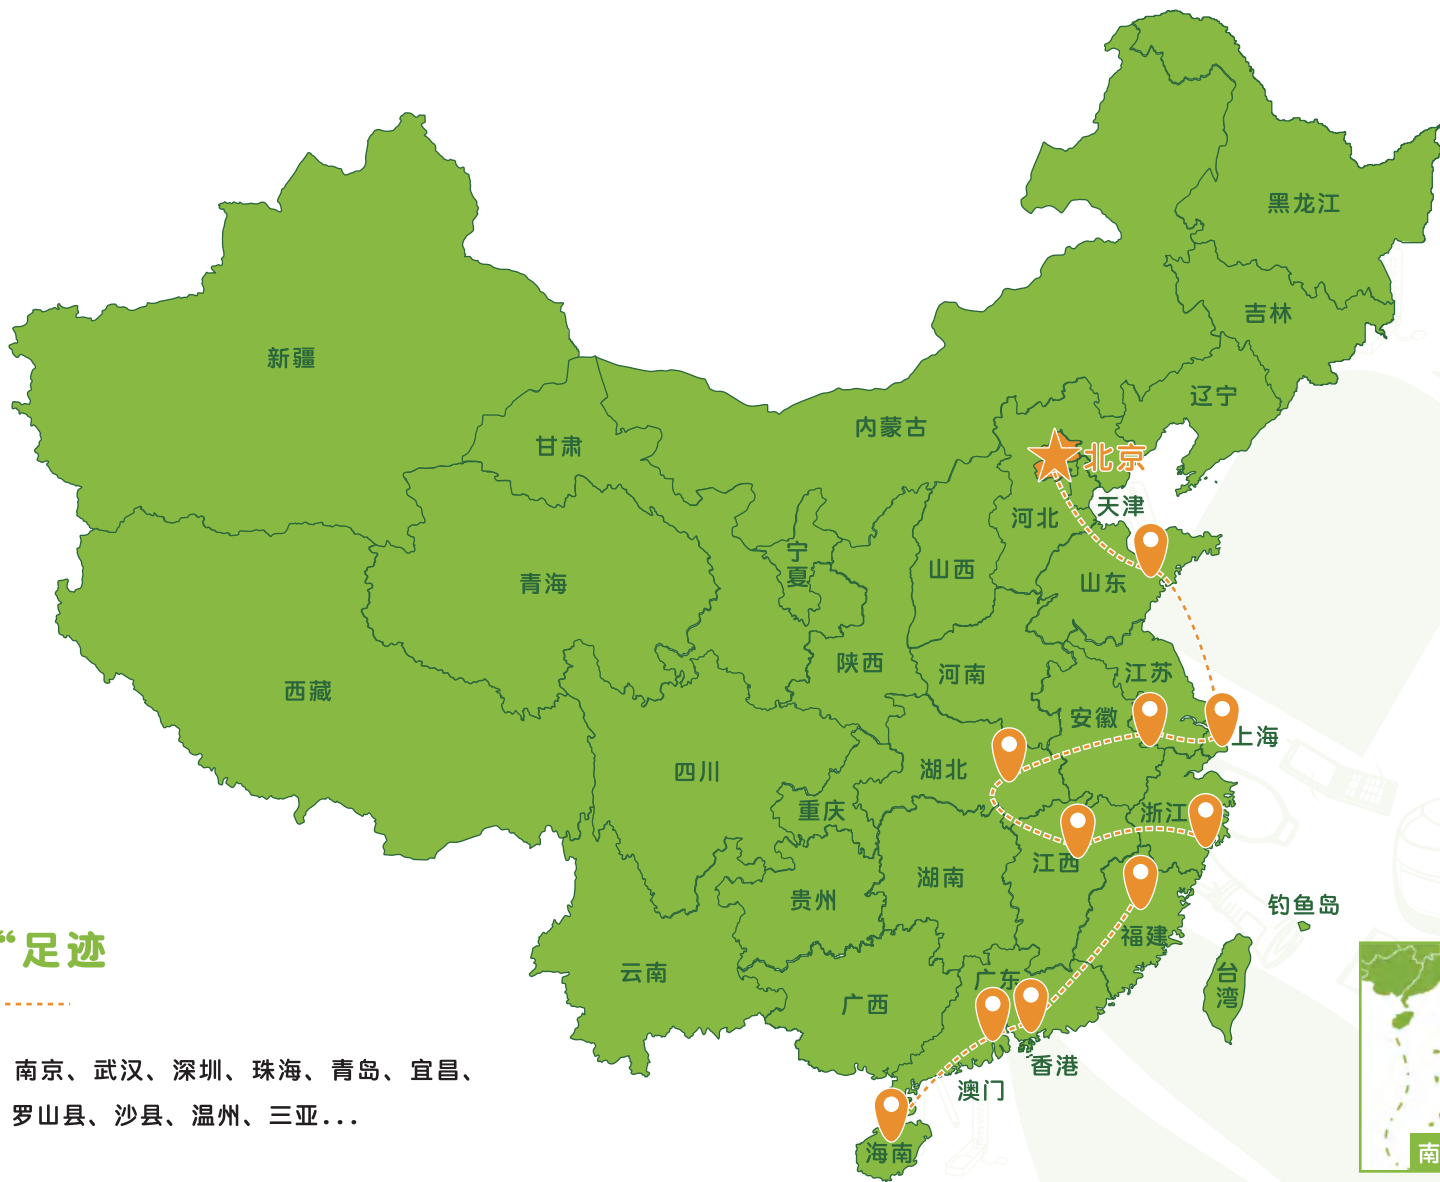 黑龙江
吉林
辽宁
新疆
内蒙古
甘肃
北京
天津
河北
宁夏
山西
山东
青海
陕西
河南
江苏
西藏
安徽
上海
四川
湖北
重庆
浙江
江西
湖南
贵州
钓鱼岛
福建
云南
广西
广东
台湾
香港
澳门
海南
“足迹
南京、武汉、深圳、珠海、青岛、宜昌、
罗山县、沙县、温州、三亚...
南